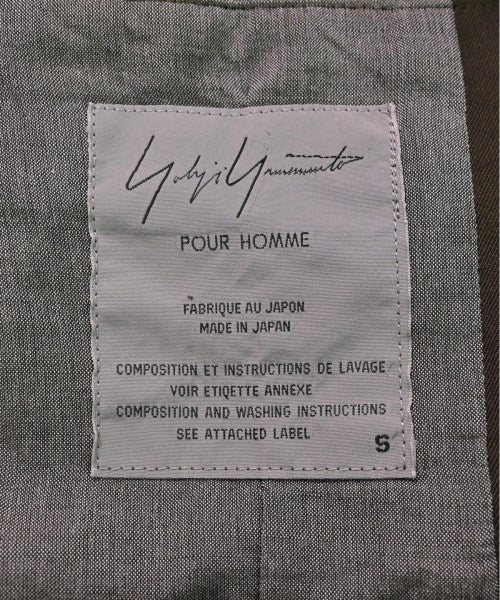 Yohji Yamamoto
POUR HOMME
FABRIQUE AU JAPON
MADE IN JAPAN
COMPOSITION ET INSTRUCTIONS DE LAVAGE
VOIR ETIQETTE ANNEXE
COMPOSITION AND WASHING INSTRUCTIONS
SEE ATTACHED LABEL
S